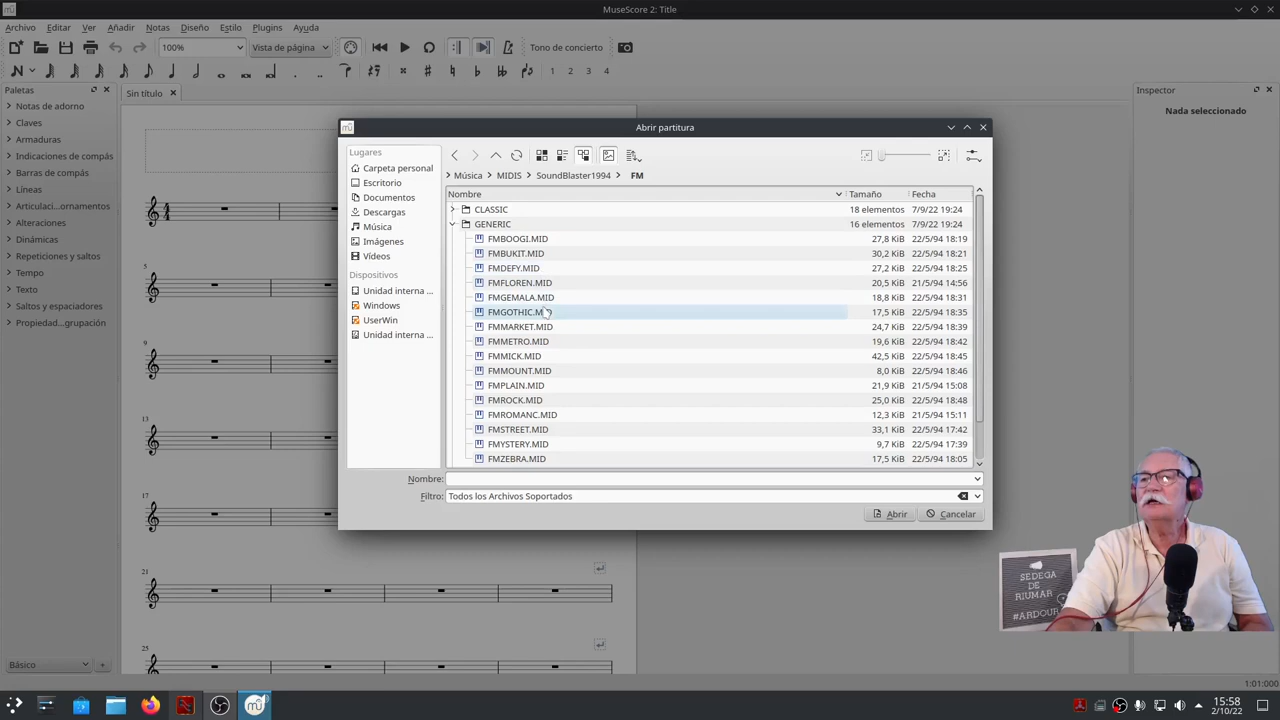 MuseScore 2: Title
Archivo Editar Ver Añadir Notas Diseño Estilo Plugins Ayuda
100% Vista de página Tono de concierto
1 2 3 4
Paletas
Notas de adorno
Claves
Armaduras
Indicaciones de compás
Barras de compás
Líneas
Articulaci...ornamentos
Alteraciones
Dinámicas
Repeticiones y saltos
Tempo
Texto
Saltos y espaciadores
Propiedad...grupación
Básico
Sin título
5
9
13
17
21
25
Abrir partitura
Lugares
Carpeta personal
Escritorio
Documentos
Descargas
Música
Imágenes
Vídeos
Dispositivos
Unidad interna ...
Windows
UserWin
Unidad interna ...
Música > MIDIS > SoundBlaster1994 > FM
Nombre Tamaño Fecha
CLASSIC 18 elementos 7/9/22 19:24
GENERIC 16 elementos 7/9/22 19:24
FMBOOGI.MID 27,8 KiB 22/5/94 18:19
FMBUKIT.MID 30,2 KiB 22/5/94 18:21
FMDEFY.MID 27,2 KiB 22/5/94 18:25
FMFLOREN.MID 20,5 KiB 21/5/94 14:56
FMGEMALA.MID 18,8 KiB 22/5/94 18:31
FMGOTHIC.MID 17,5 KiB 22/5/94 18:35
FMMARKET.MID 24,7 KiB 22/5/94 18:39
FMMETRO.MID 19,6 KiB 22/5/94 18:42
FMMICK.MID 42,5 KiB 22/5/94 18:45
FMMOUNT.MID 8,0 KiB 22/5/94 18:46
FMPLAIN.MID 21,9 KiB 21/5/94 15:08
FMROCK.MID 25,0 KiB 22/5/94 18:48
FMROMANC.MID 12,3 KiB 21/5/94 15:11
FMSTREET.MID 33,1 KiB 22/5/94 17:42
FMYSTERY.MID 9,7 KiB 22/5/94 17:39
FMZEBRA.MID 17,5 KiB 22/5/94 18:05
Nombre:
Filtro: Todos los Archivos Soportados
Abrir Cancelar
Inspector
Nada seleccionado
SEDEGA
DE
RIUMAR
#ARDOUR
1:01:000
15:58
2/10/22